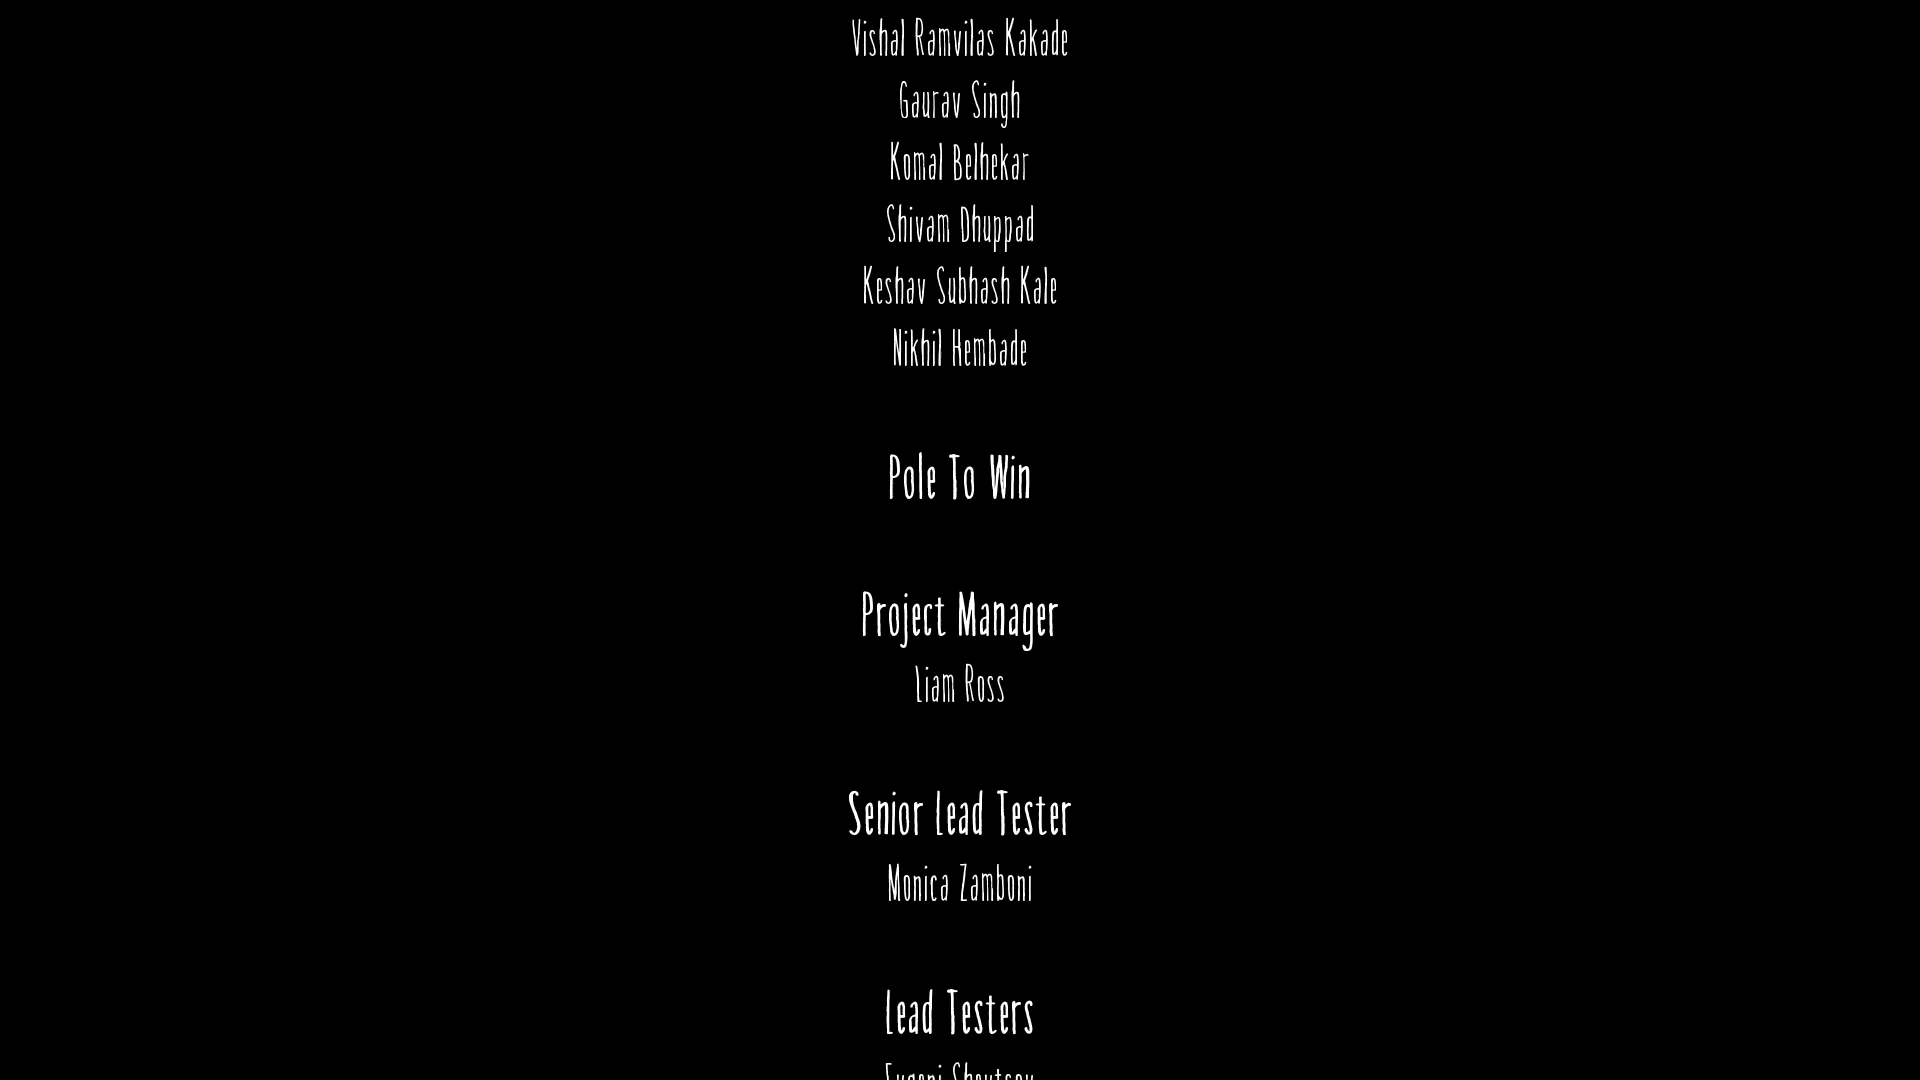 Vishal Ramvilas Kakade
Gaurav Singh
Komal Belhekar
Shivam Dhuppad
Keshav Subhash Kale
Nikhil Hembade
Pole To Win
Project Manager
Liam Ross
Senior Lead Tester
Monica Zamboni
Lead Testers